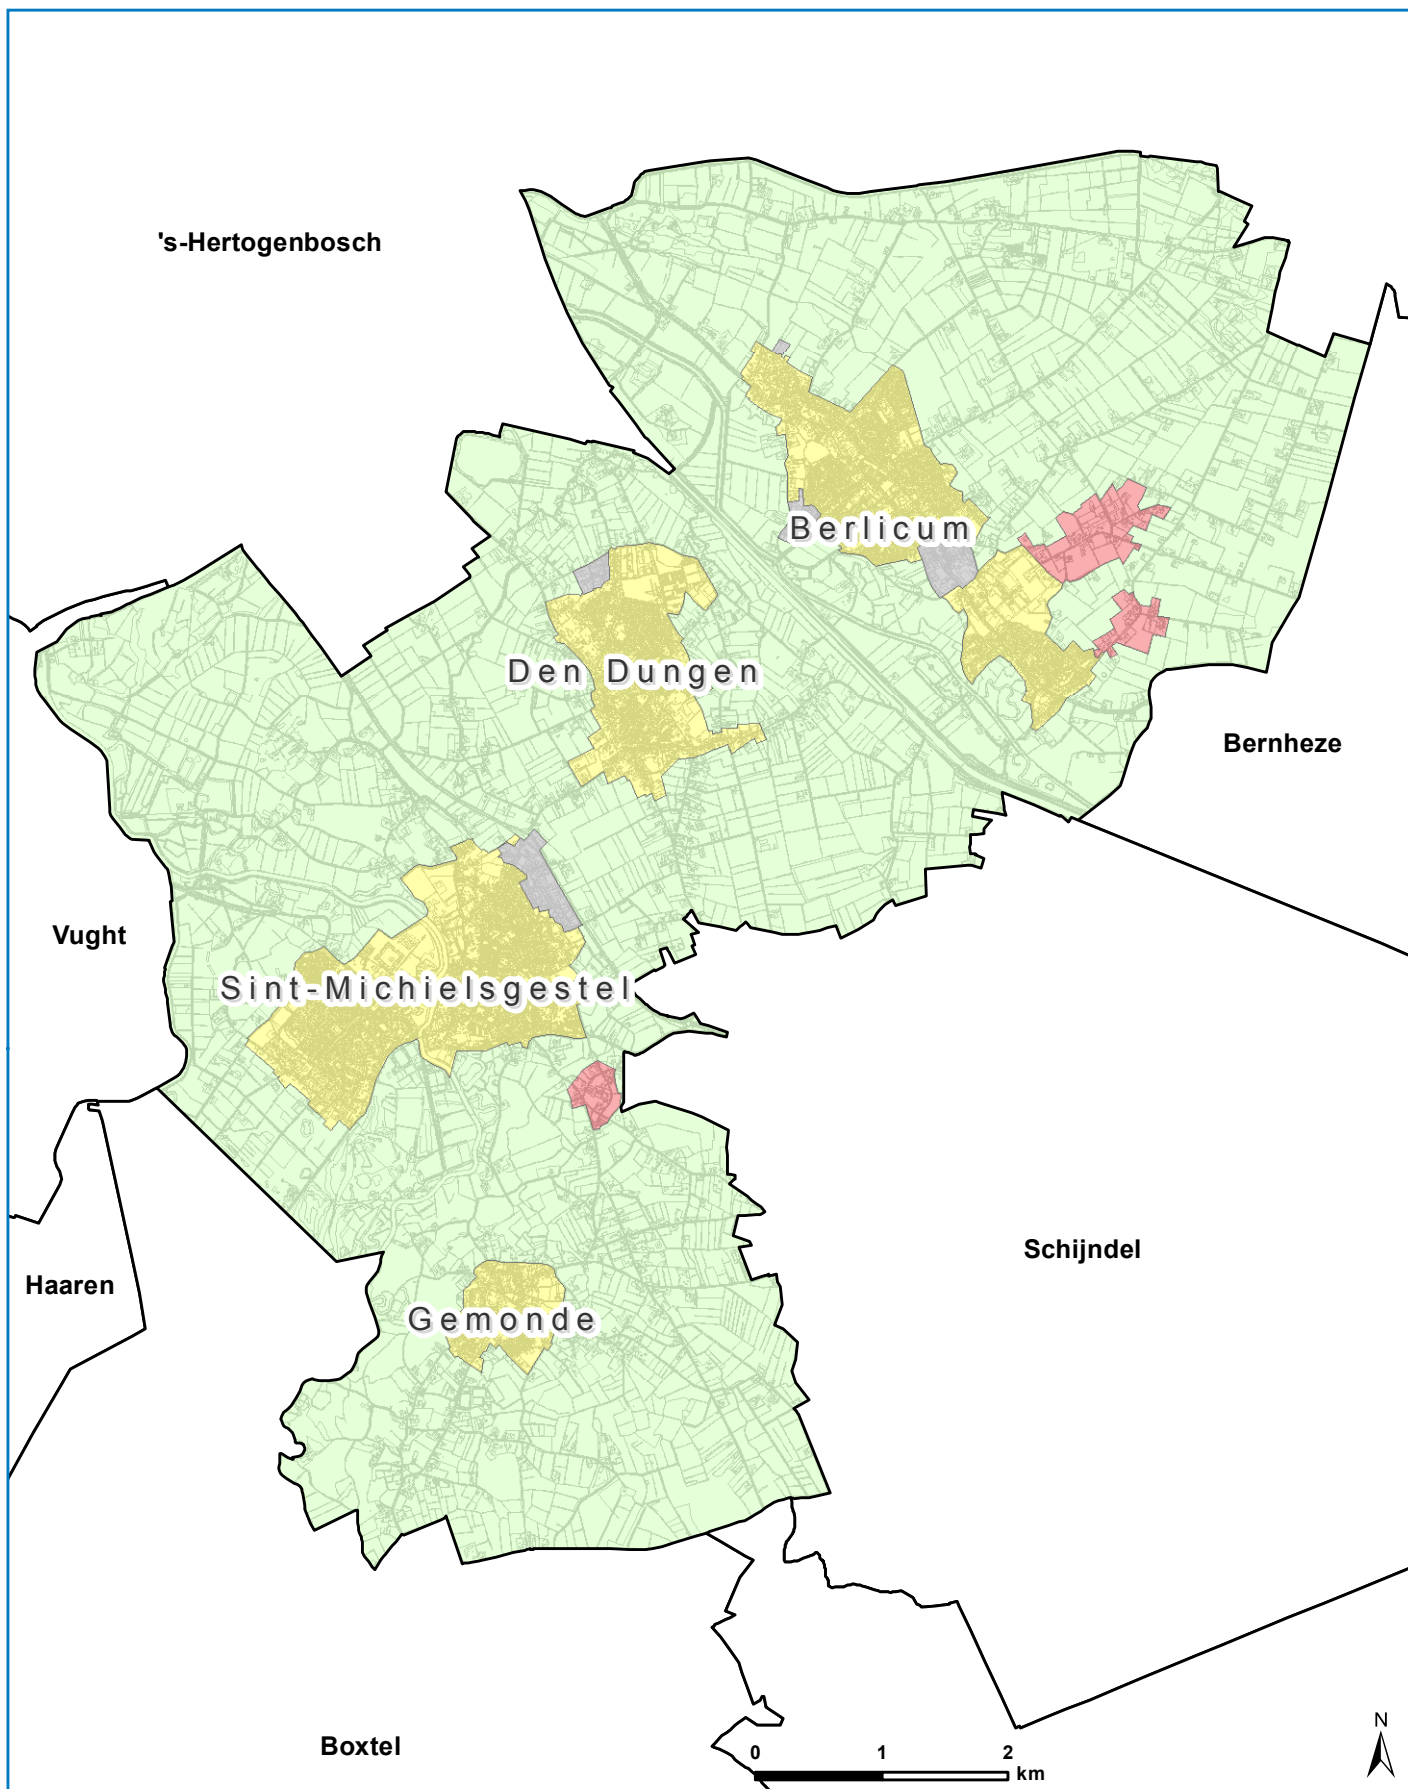 's-Hertogenbosch
Berlicum
Den Dungen
Bernheze
Vught
Sint-Michielsgestel
Schijndel
Haaren
Gemonde
Boxtel
0 1 2
km
N